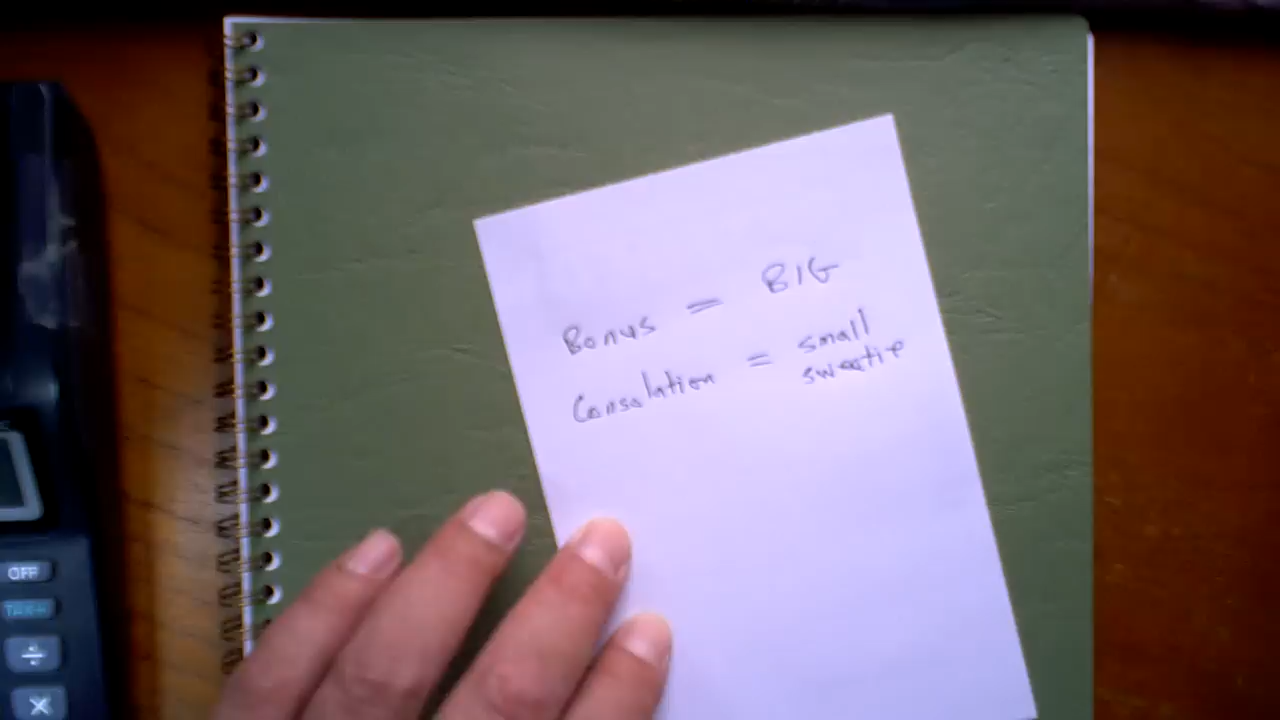 Bonus = BIG
Consolation = small
sweetie
OFF
÷
×